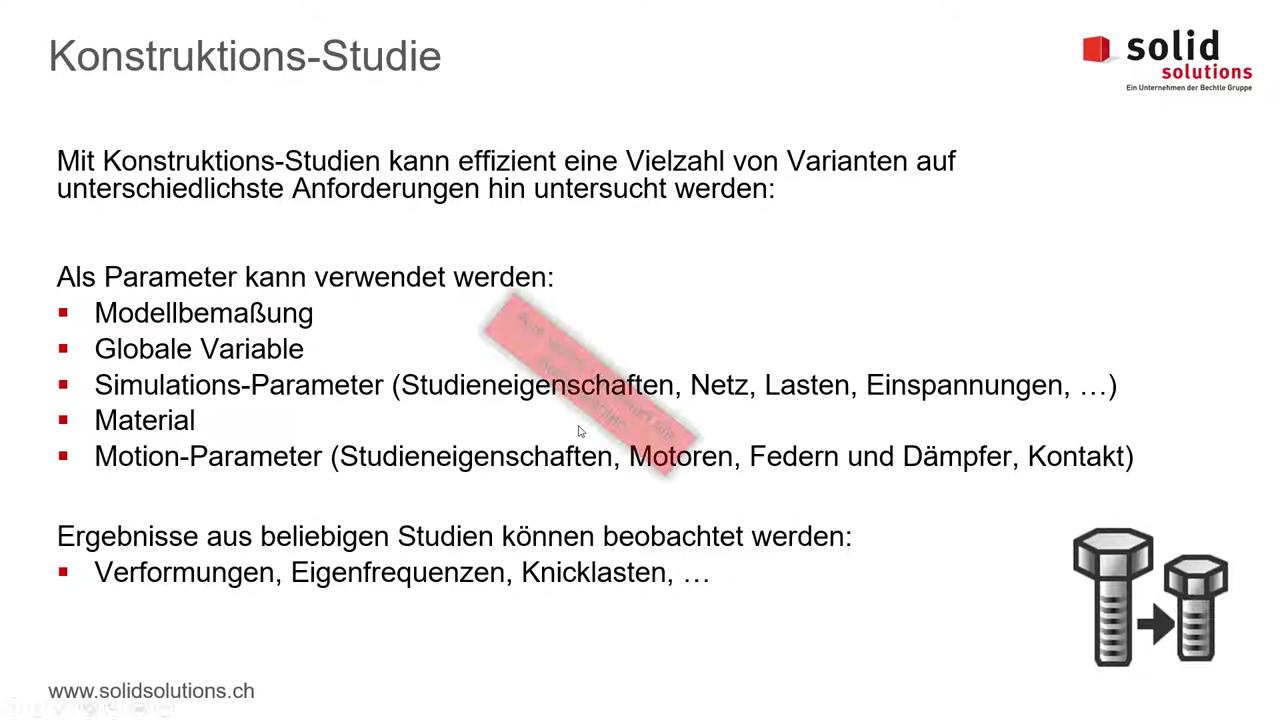 Konstruktions-Studie
solid
solutions
Ein Unternehmen der Bechtle Gruppe
Mit Konstruktions-Studien kann effizient eine Vielzahl von Varianten auf
unterschiedlichste Anforderungen hin untersucht werden:
Als Parameter kann verwendet werden:
▪ Modellbemaßung
▪ Globale Variable
▪ Simulations-Parameter (Studieneigenschaften, Netz, Lasten, Einspannungen, …)
▪ Material
▪ Motion-Parameter (Studieneigenschaften, Motoren, Federn und Dämpfer, Kontakt)
Ergebnisse aus beliebigen Studien können beobachtet werden:
▪ Verformungen, Eigenfrequenzen, Knicklasten, …
www.solidsolutions.ch